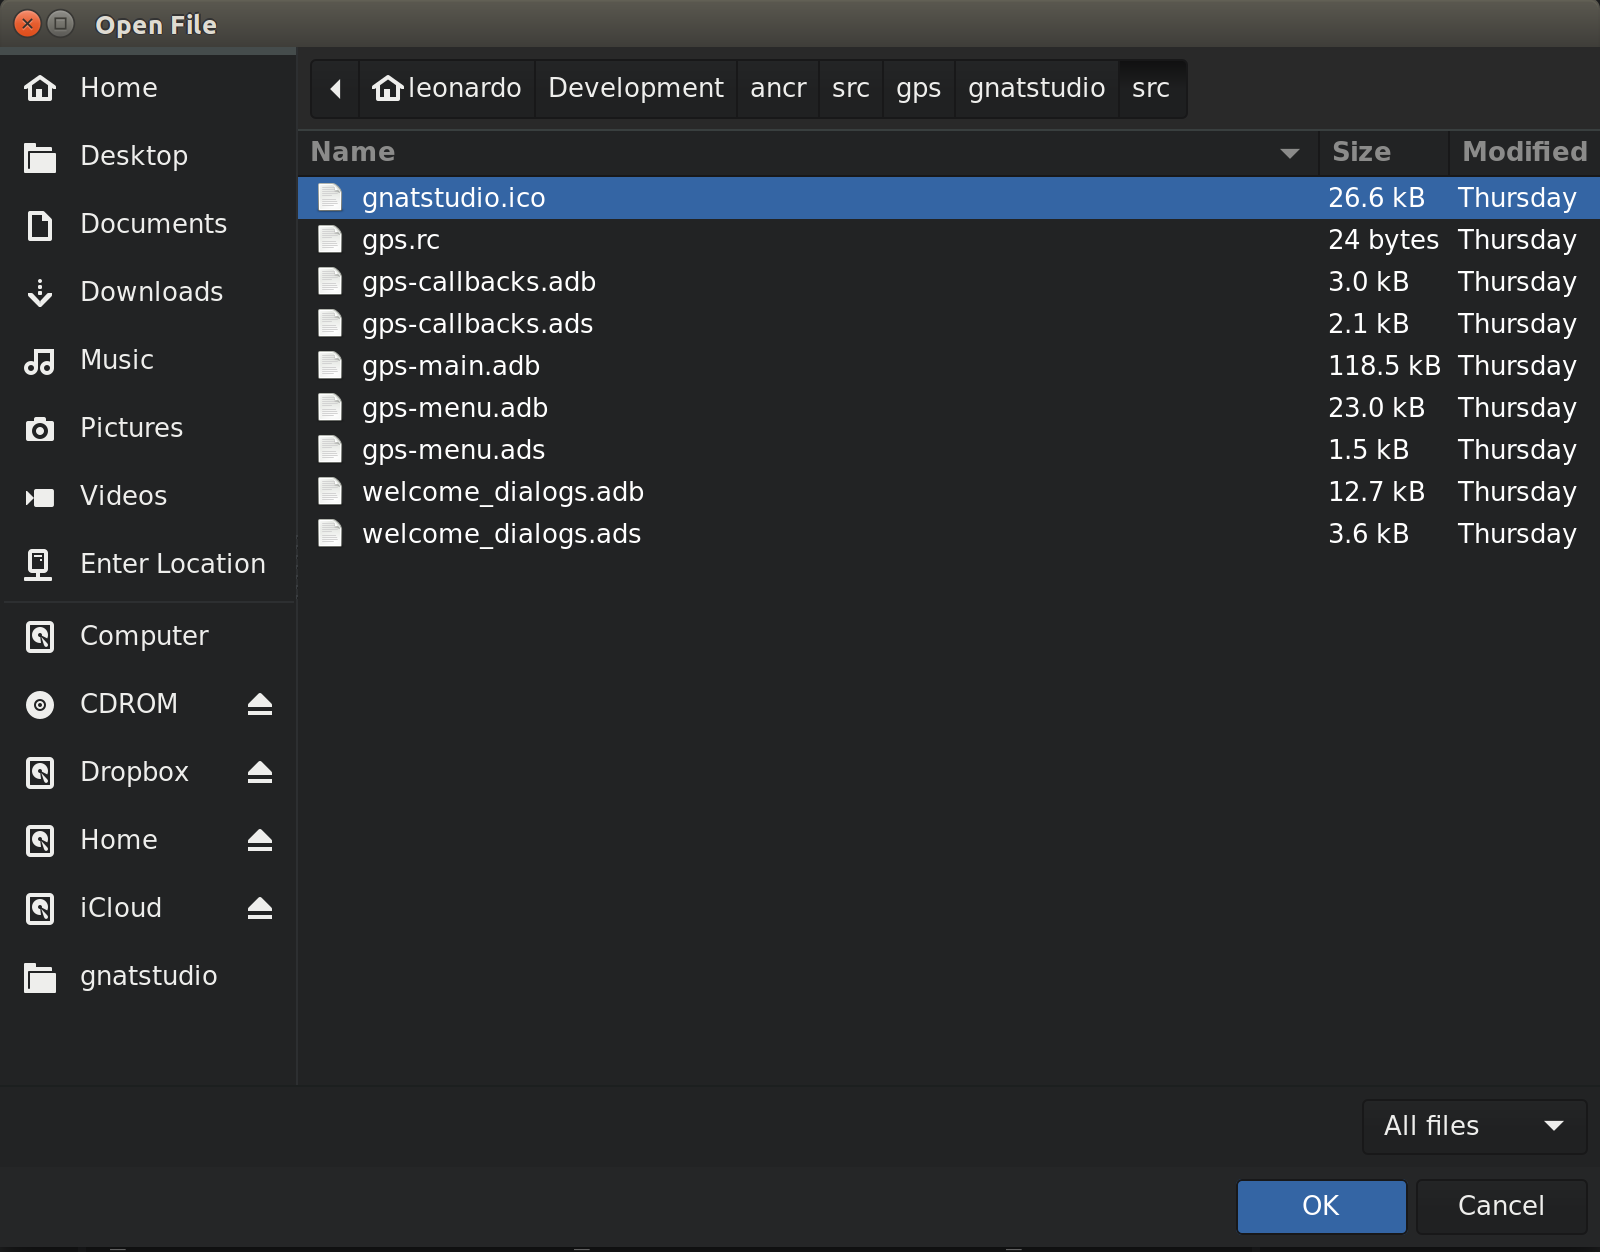 Open File
Home
Desktop
Documents
Downloads
Music
Pictures
Videos
Enter Location
Computer
CDROM
Dropbox
Home
iCloud
gnatstudio
leonardo Development ancr src gps gnatstudio src
Name Size Modified
gnatstudio.ico 26.6 kB Thursday
gps.rc 24 bytes Thursday
gps-callbacks.adb 3.0 kB Thursday
gps-callbacks.ads 2.1 kB Thursday
gps-main.adb 118.5 kB Thursday
gps-menu.adb 23.0 kB Thursday
gps-menu.ads 1.5 kB Thursday
welcome_dialogs.adb 12.7 kB Thursday
welcome_dialogs.ads 3.6 kB Thursday
All files
OK Cancel